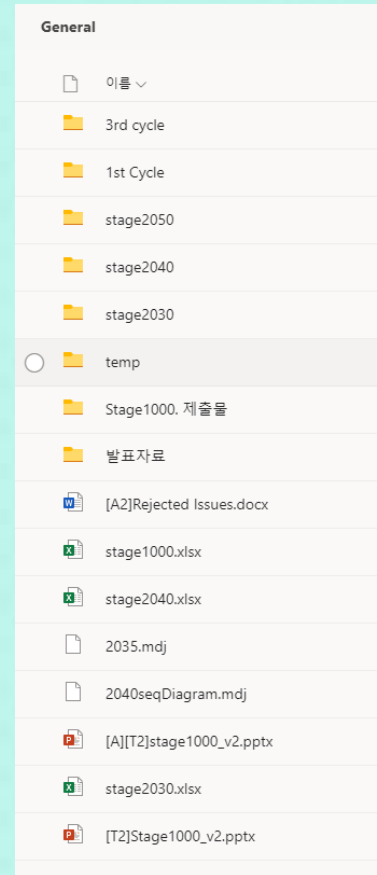 General
이름
3rd cycle
1st Cycle
stage2050
stage2040
stage2030
temp
Stage1000. 제출물
발표자료
[A2]Rejected Issues.docx
stage1000.xlsx
stage2040.xlsx
2035.mdj
2040seqDiagram.mdj
[A][T2]stage1000_v2.pptx
stage2030.xlsx
[T2]Stage1000_v2.pptx